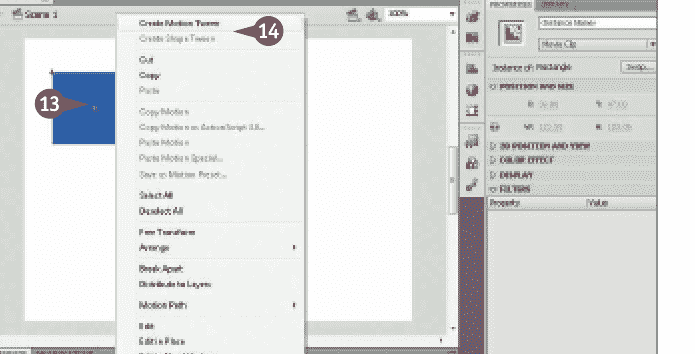 Scene 1
100%
Create Motion Tween
Create Shape Tween
14
Cut
Copy
Paste
13
Copy Motion
Copy Motion as ActionScript 3.0...
Paste Motion
Paste Motion Special...
Save as Motion Preset...
Select All
Deselect All
Free Transform
Arrange
Break Apart
Distribute to Layers
Motion Path
Edit
Edit in Place
PROPERTIES
LIBRARY
<Instance Name>
Movie Clip
Instance of: Rectangle
Swap...
POSITION AND SIZE
X:
Y:
W:
H:
3D POSITION AND VIEW
COLOR EFFECT
DISPLAY
FILTERS
Property
Value